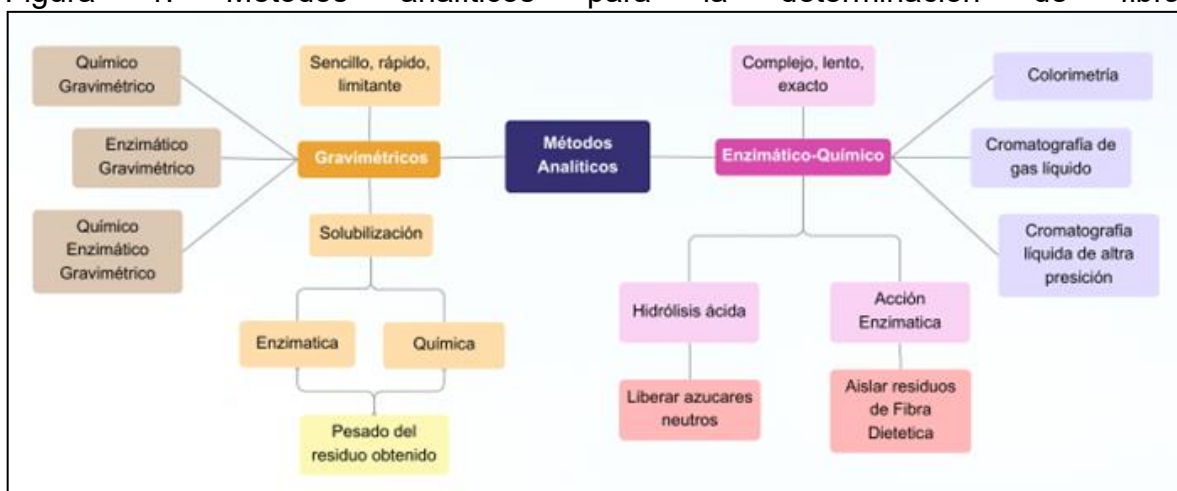 Figura 1. Métodos analíticos para la determinación de fibra
Químico
Gravimétrico
Enzimático
Gravimétrico
Químico
Enzimático
Gravimétrico
Sencillo, rápido,
limitante
Gravimétricos
Solubilización
Enzimatica
Química
Pesado del
residuo obtenido
Métodos
Analíticos
Complejo, lento,
exacto
Enzimático-Químico
Hidrólisis ácida
Liberar azucares
neutros
Acción
Enzimatica
Aislar residuos
de Fibra
Dietetica
Colorimetría
Cromatografía de
gas líquido
Cromatografía
líquida de altra
presición